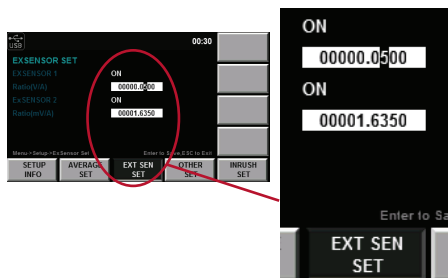 USB
00:30
EXSENSOR SET
EXSENSOR 1 ON
Ratio(V/A) 00000.0500
ExSENSOR 2 ON
Ratio(mV/A) 00001.6350
Menu->Setup->ExSensor Set Enter to Save,ESC to Exit
SETUP INFO
AVERAGE SET
EXT SEN SET
OTHER SET
INRUSH SET
ON
00000.0500
ON
00001.6350
Enter to Sa
EXT SEN
SET